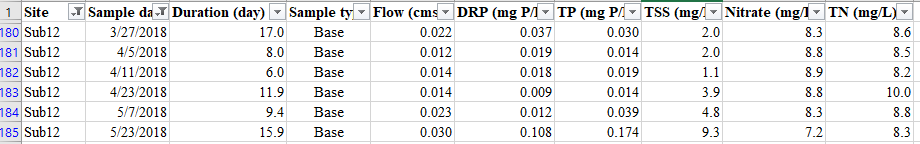 1 Site Sample da Duration (day) Sample ty Flow (cms DRP (mg P/ TP (mg P/ TSS (mg/ Nitrate (mg/ TN (mg/L)
180 Sub12 3/27/2018 17.0 Base 0.022 0.037 0.030 2.0 8.3 8.6
181 Sub12 4/5/2018 8.0 Base 0.012 0.019 0.014 2.0 8.8 8.5
182 Sub12 4/11/2018 6.0 Base 0.014 0.018 0.019 1.1 8.9 8.2
183 Sub12 4/23/2018 11.9 Base 0.014 0.009 0.014 3.9 8.8 10.0
184 Sub12 5/7/2018 9.4 Base 0.023 0.012 0.039 4.8 8.3 8.8
185 Sub12 5/23/2018 15.9 Base 0.030 0.108 0.174 9.3 7.2 8.3